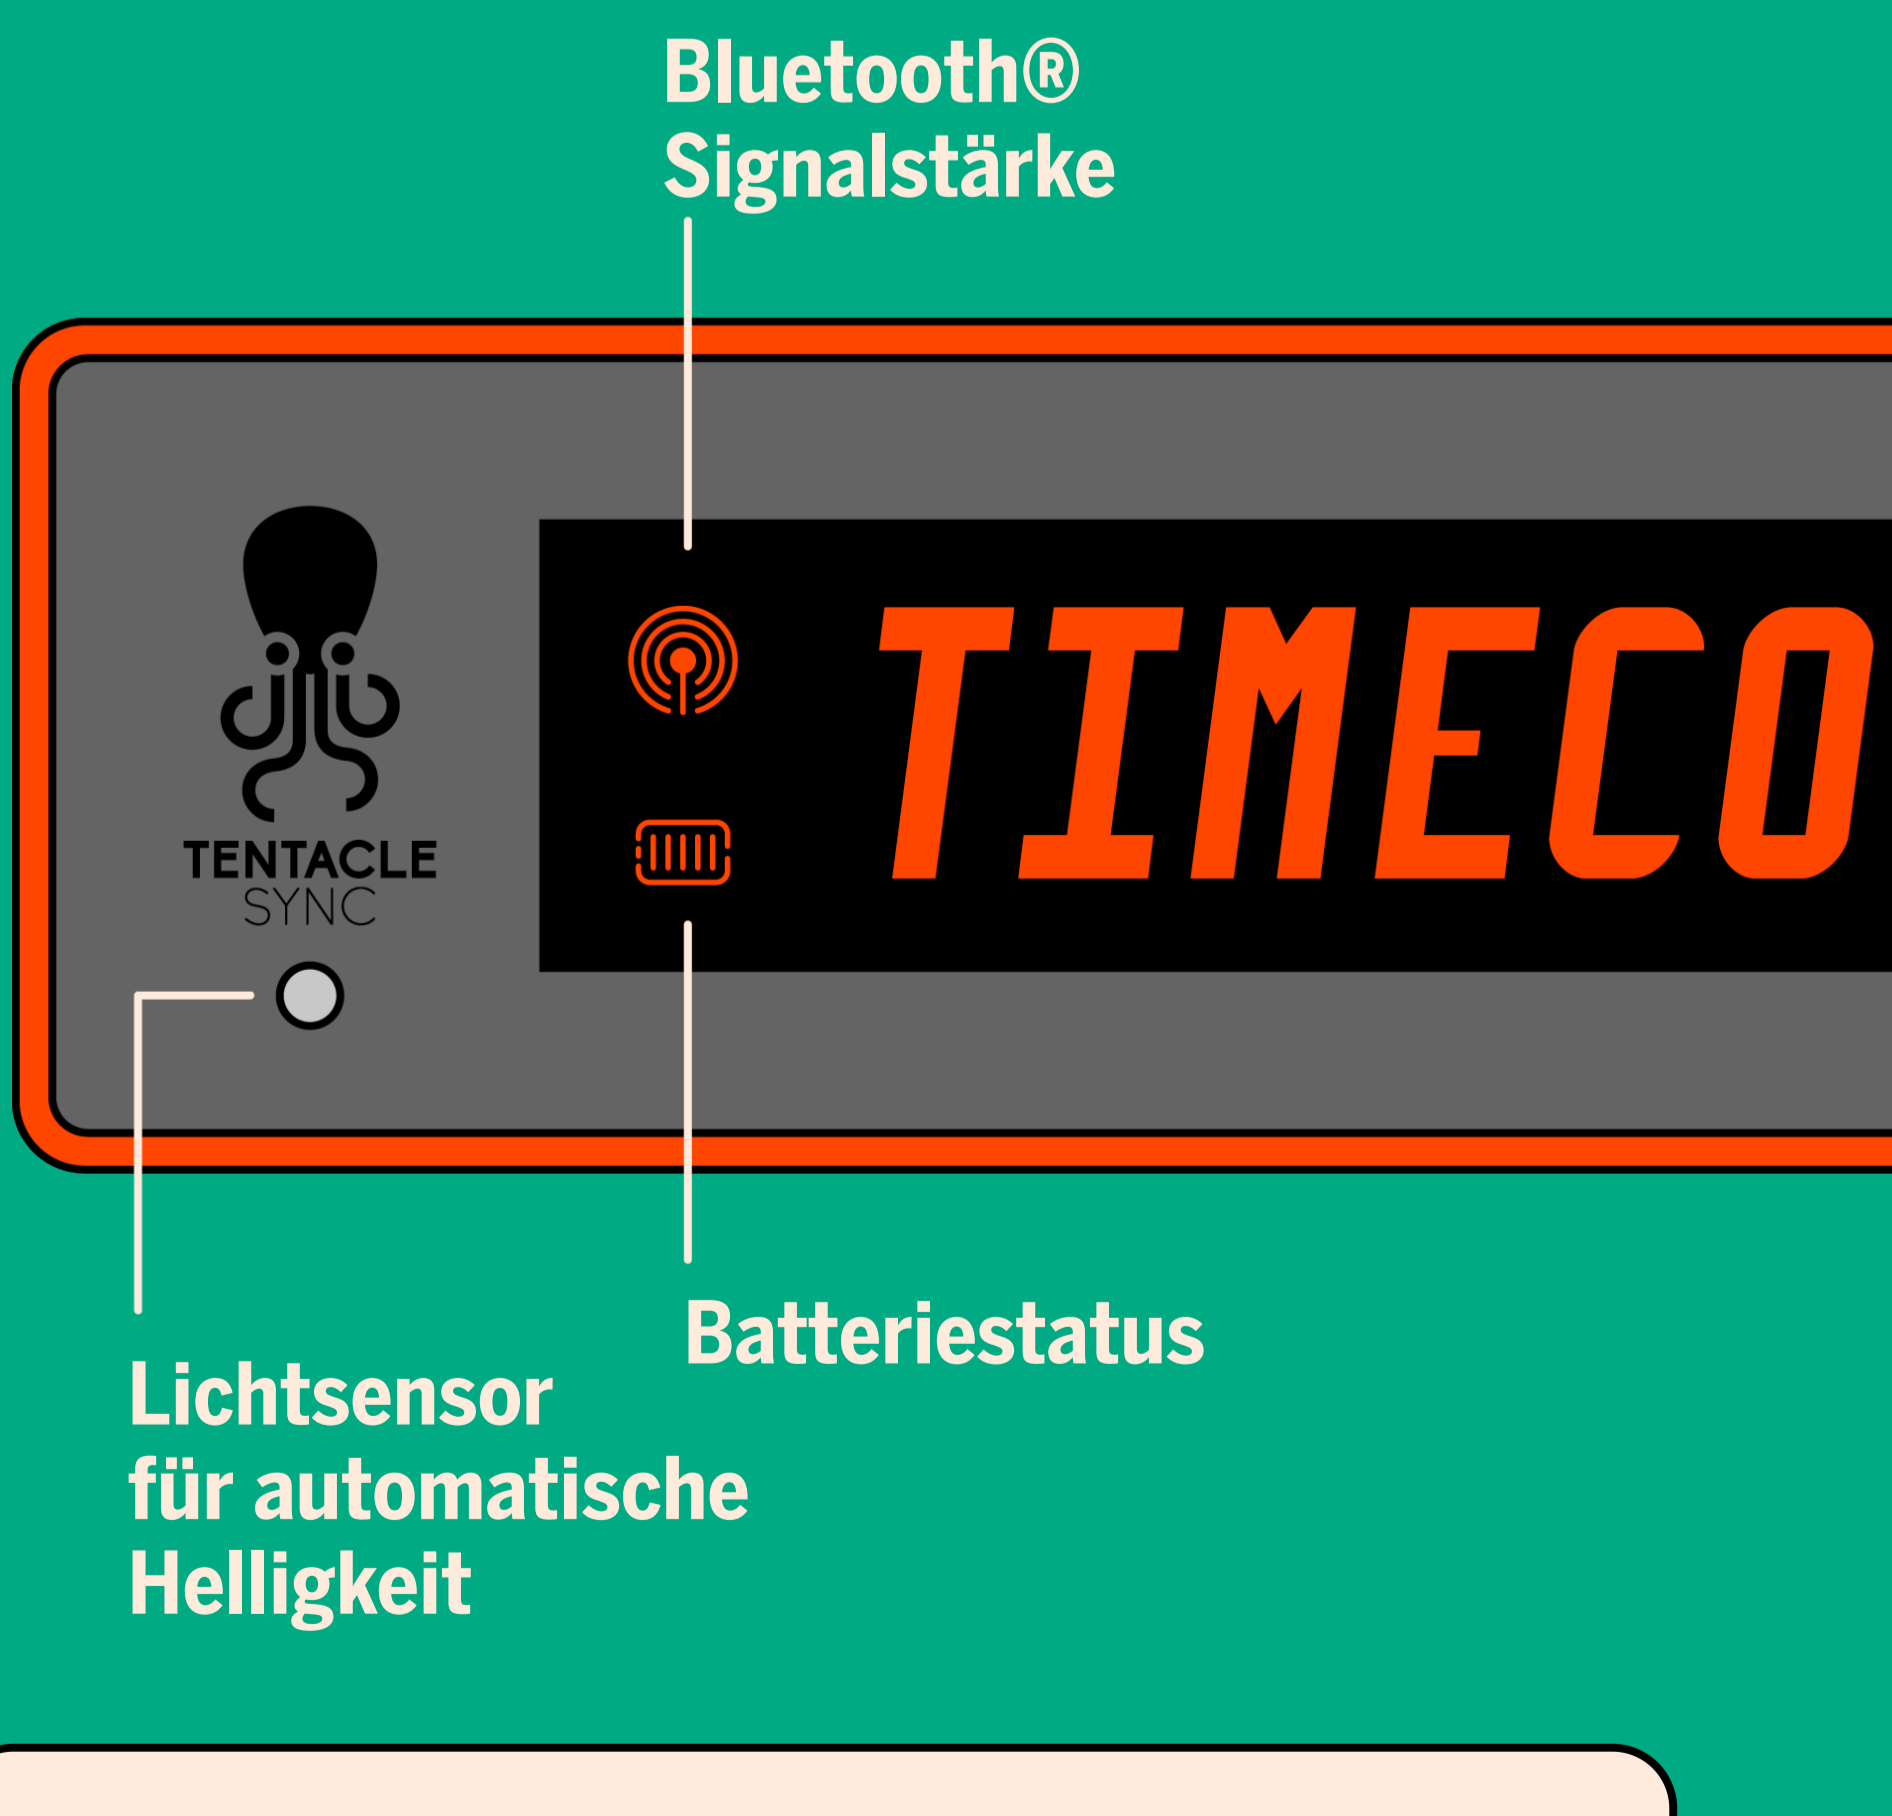 Bluetooth®
Signalstärke
TIMECO
TENTACLE
SYNC
Batteriestatus
Lichtsensor
für automatische
Helligkeit